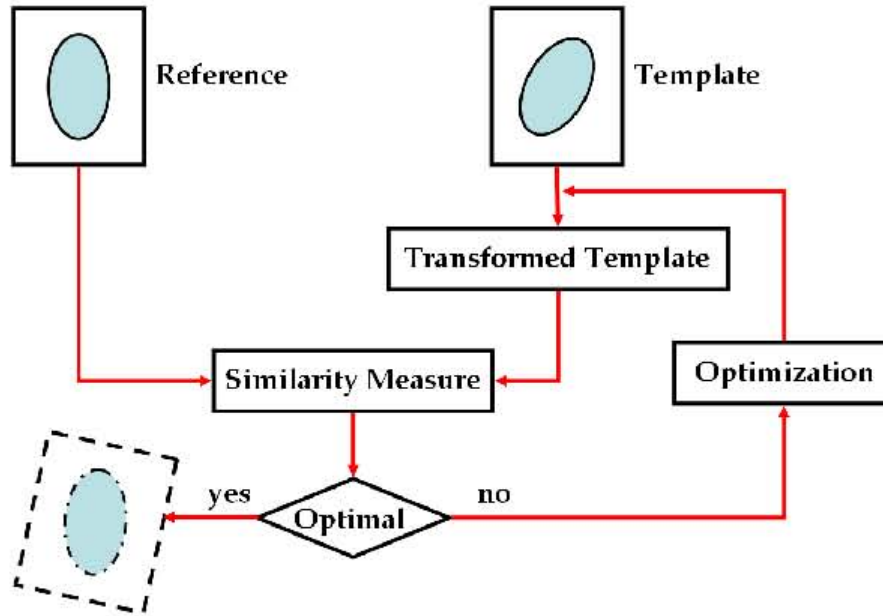 Reference
Template
Transformed Template
Similarity Measure
Optimization
yes
no
Optimal